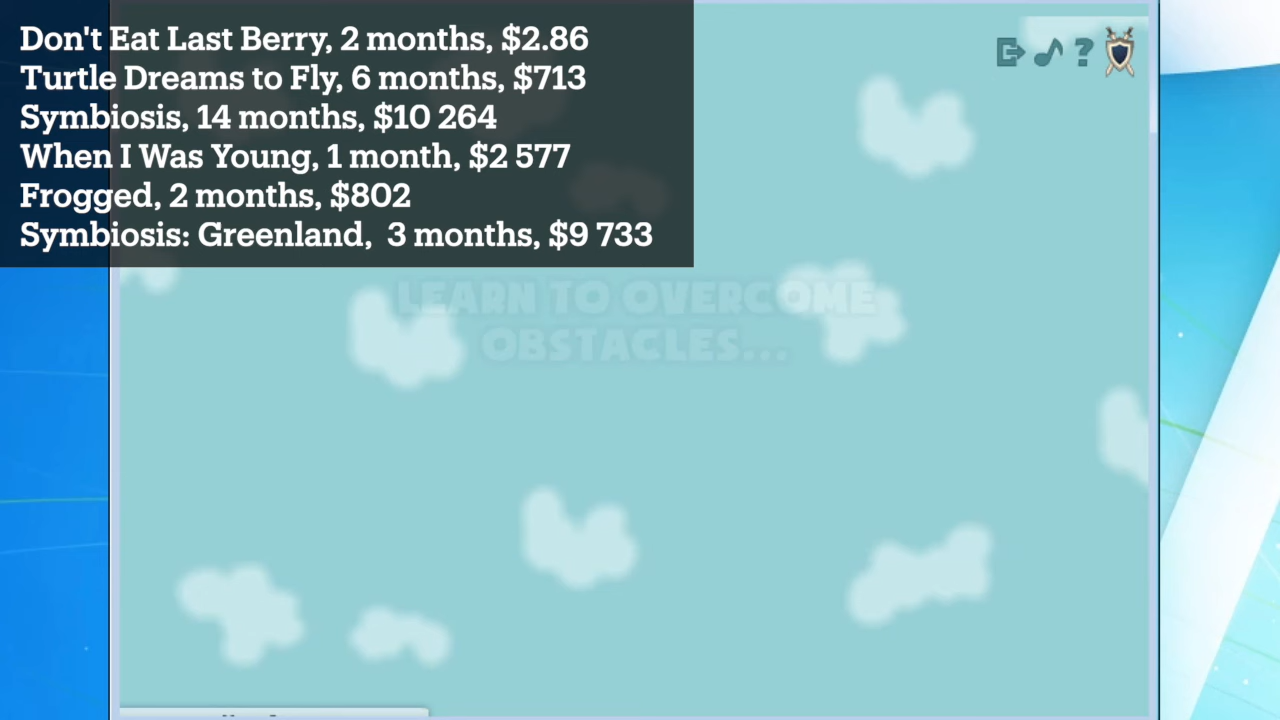 Don't Eat Last Berry, 2 months, $2.86
Turtle Dreams to Fly, 6 months, $713
Symbiosis, 14 months, $10 264
When I Was Young, 1 month, $2 577
Frogged, 2 months, $802
Symbiosis: Greenland, 3 months, $9 733
?
LEARN TO OVERCOME
OBSTACLES...